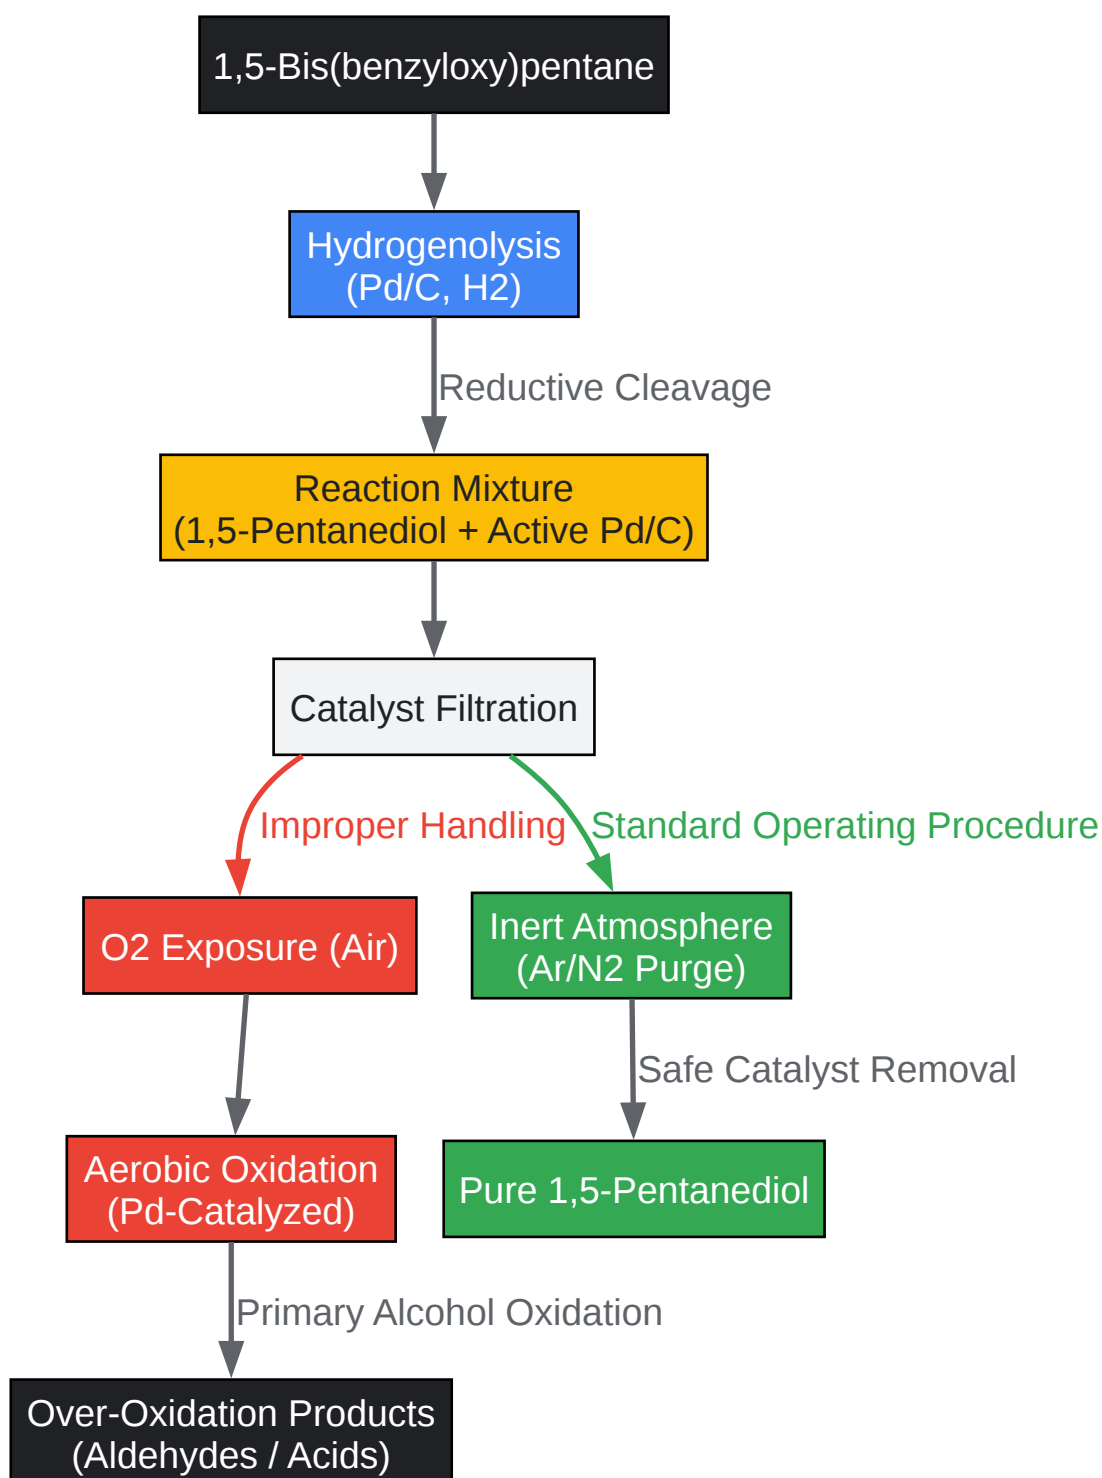 1,5-Bis(benzyloxy)pentane
Hydrogenolysis
(Pd/C, H2)
Reductive Cleavage
Reaction Mixture
(1,5-Pentanediol + Active Pd/C)
Catalyst Filtration
Improper Handling
Standard Operating Procedure
O2 Exposure (Air)
Inert Atmosphere
(Ar/N2 Purge)
Safe Catalyst Removal
Aerobic Oxidation
(Pd-Catalyzed)
Pure 1,5-Pentanediol
Primary Alcohol Oxidation
Over-Oxidation Products
(Aldehydes / Acids)